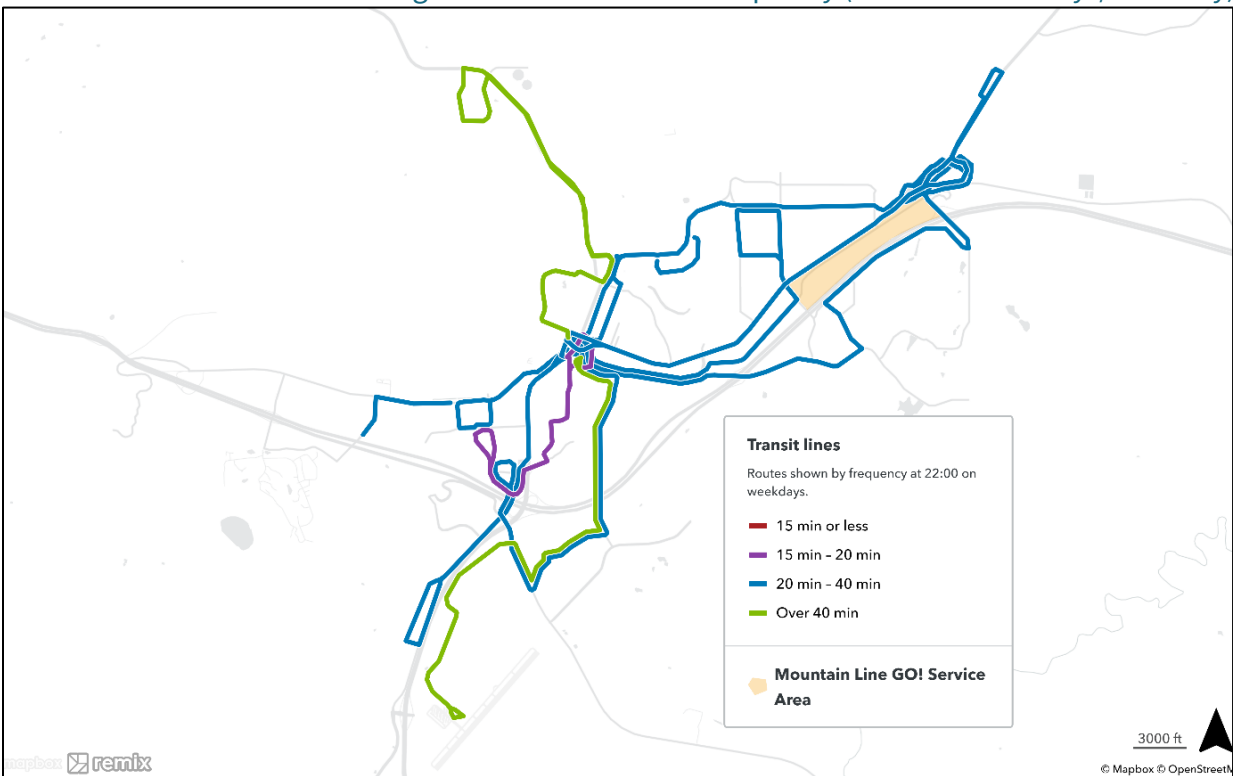 Transit lines
Routes shown by frequency at 22:00 on
weekdays.
15 min or less
15 min – 20 min
20 min – 40 min
Over 40 min
Mountain Line GO! Service
Area
3000 ft
mapbox remix
© Mapbox © OpenStreetM